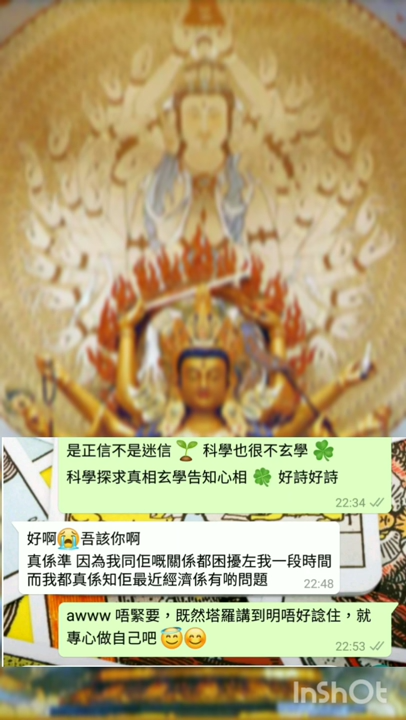 是正信不是迷信 🌱 科學也很不玄學 🍀
科學探求真相玄學告知心相 🍀 好詩好詩
22:34
好啊😭吾該你啊
真係準 因為我同佢嘅關係都困擾左我一段時間
而我都真係知佢最近經濟係有啲問題
22:48
awww 唔緊要，既然塔羅講到明唔好諗住，就
專心做自己吧 😇😊
22:53
InShOt